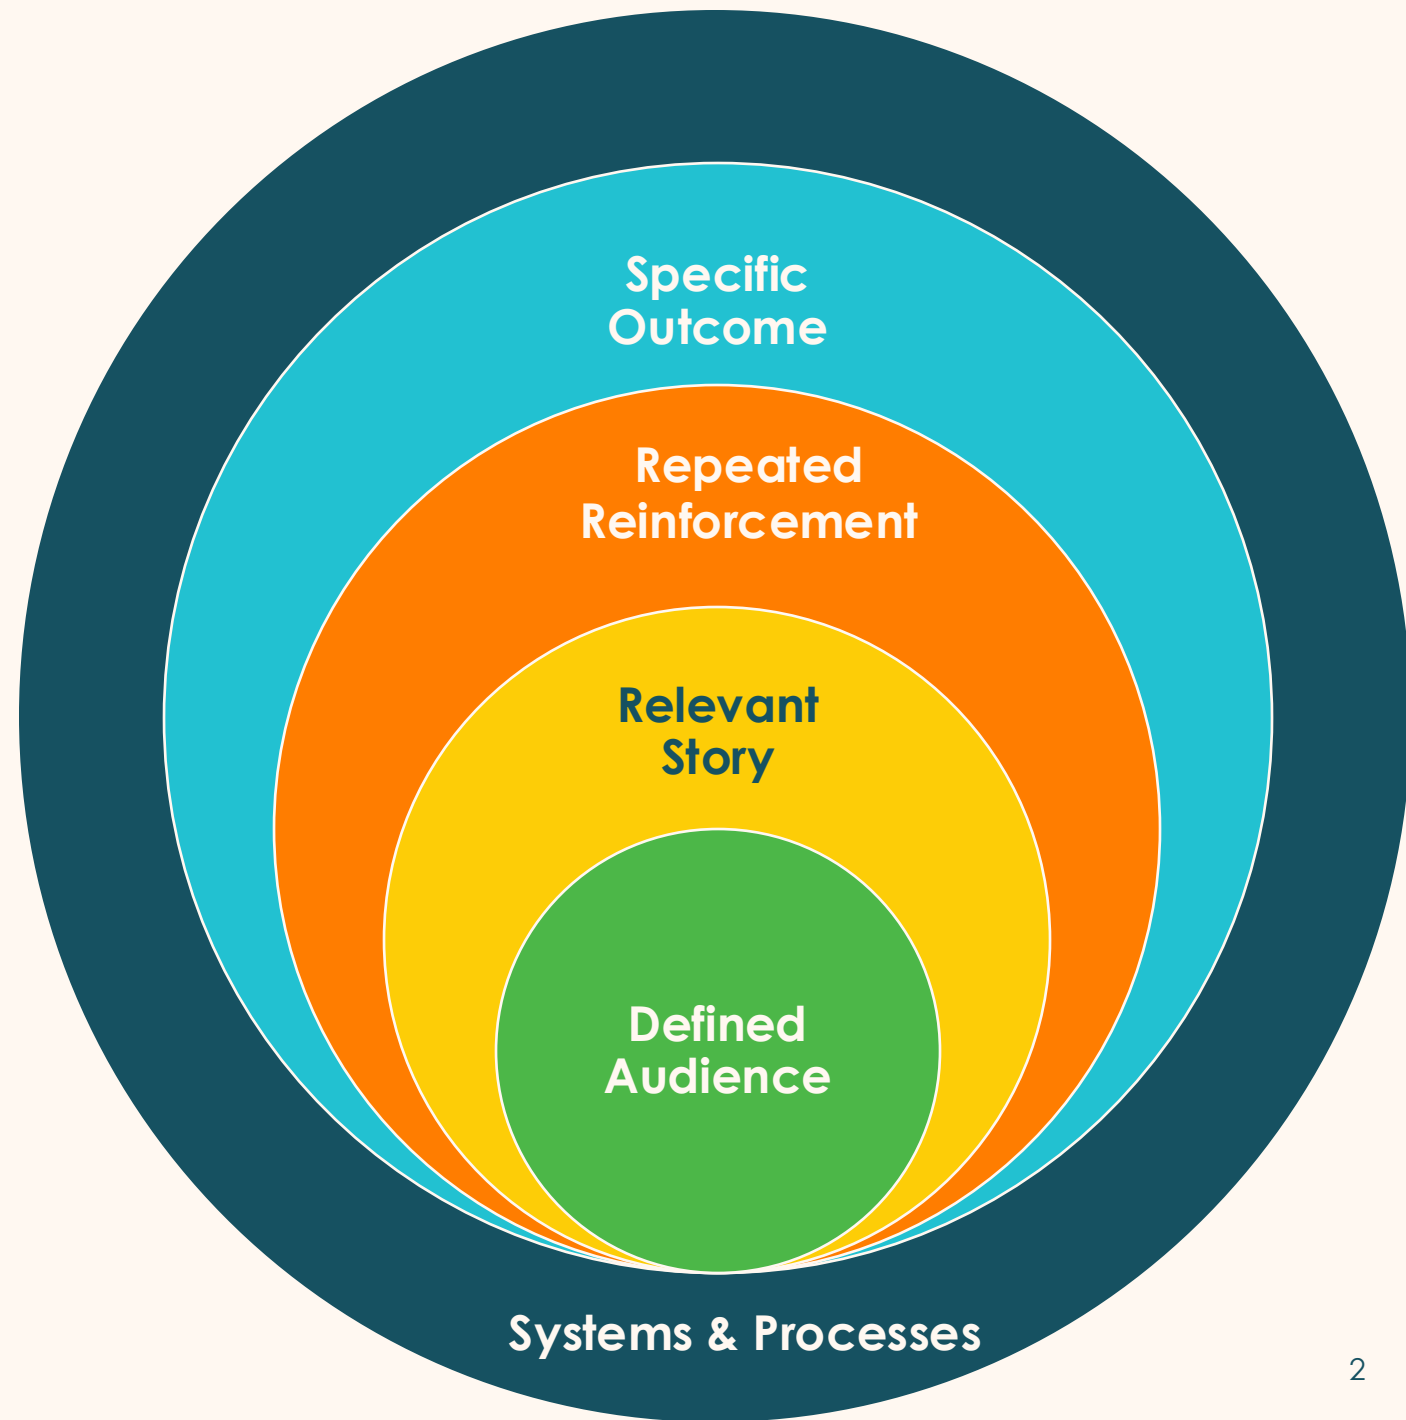 Specific
Outcome
Repeated
Reinforcement
Relevant
Story
Defined
Audience
Systems & Processes
2